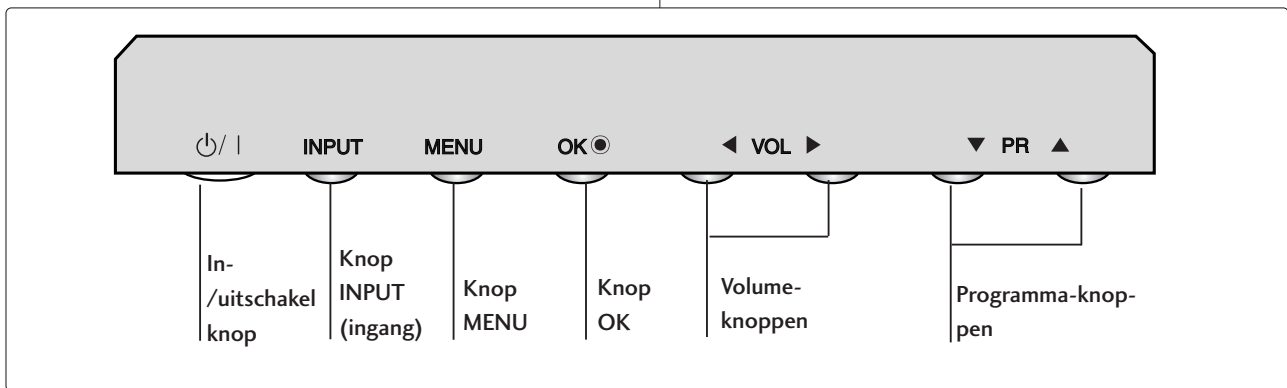 ⏻/ I INPUT MENU OK◉ ◀ VOL ▶ ▼ PR ▲
In-
/uitschakel
knop
Knop
INPUT
(ingang)
Knop
MENU
Knop
OK
Volume-
knoppen
Programma-knop-
pen